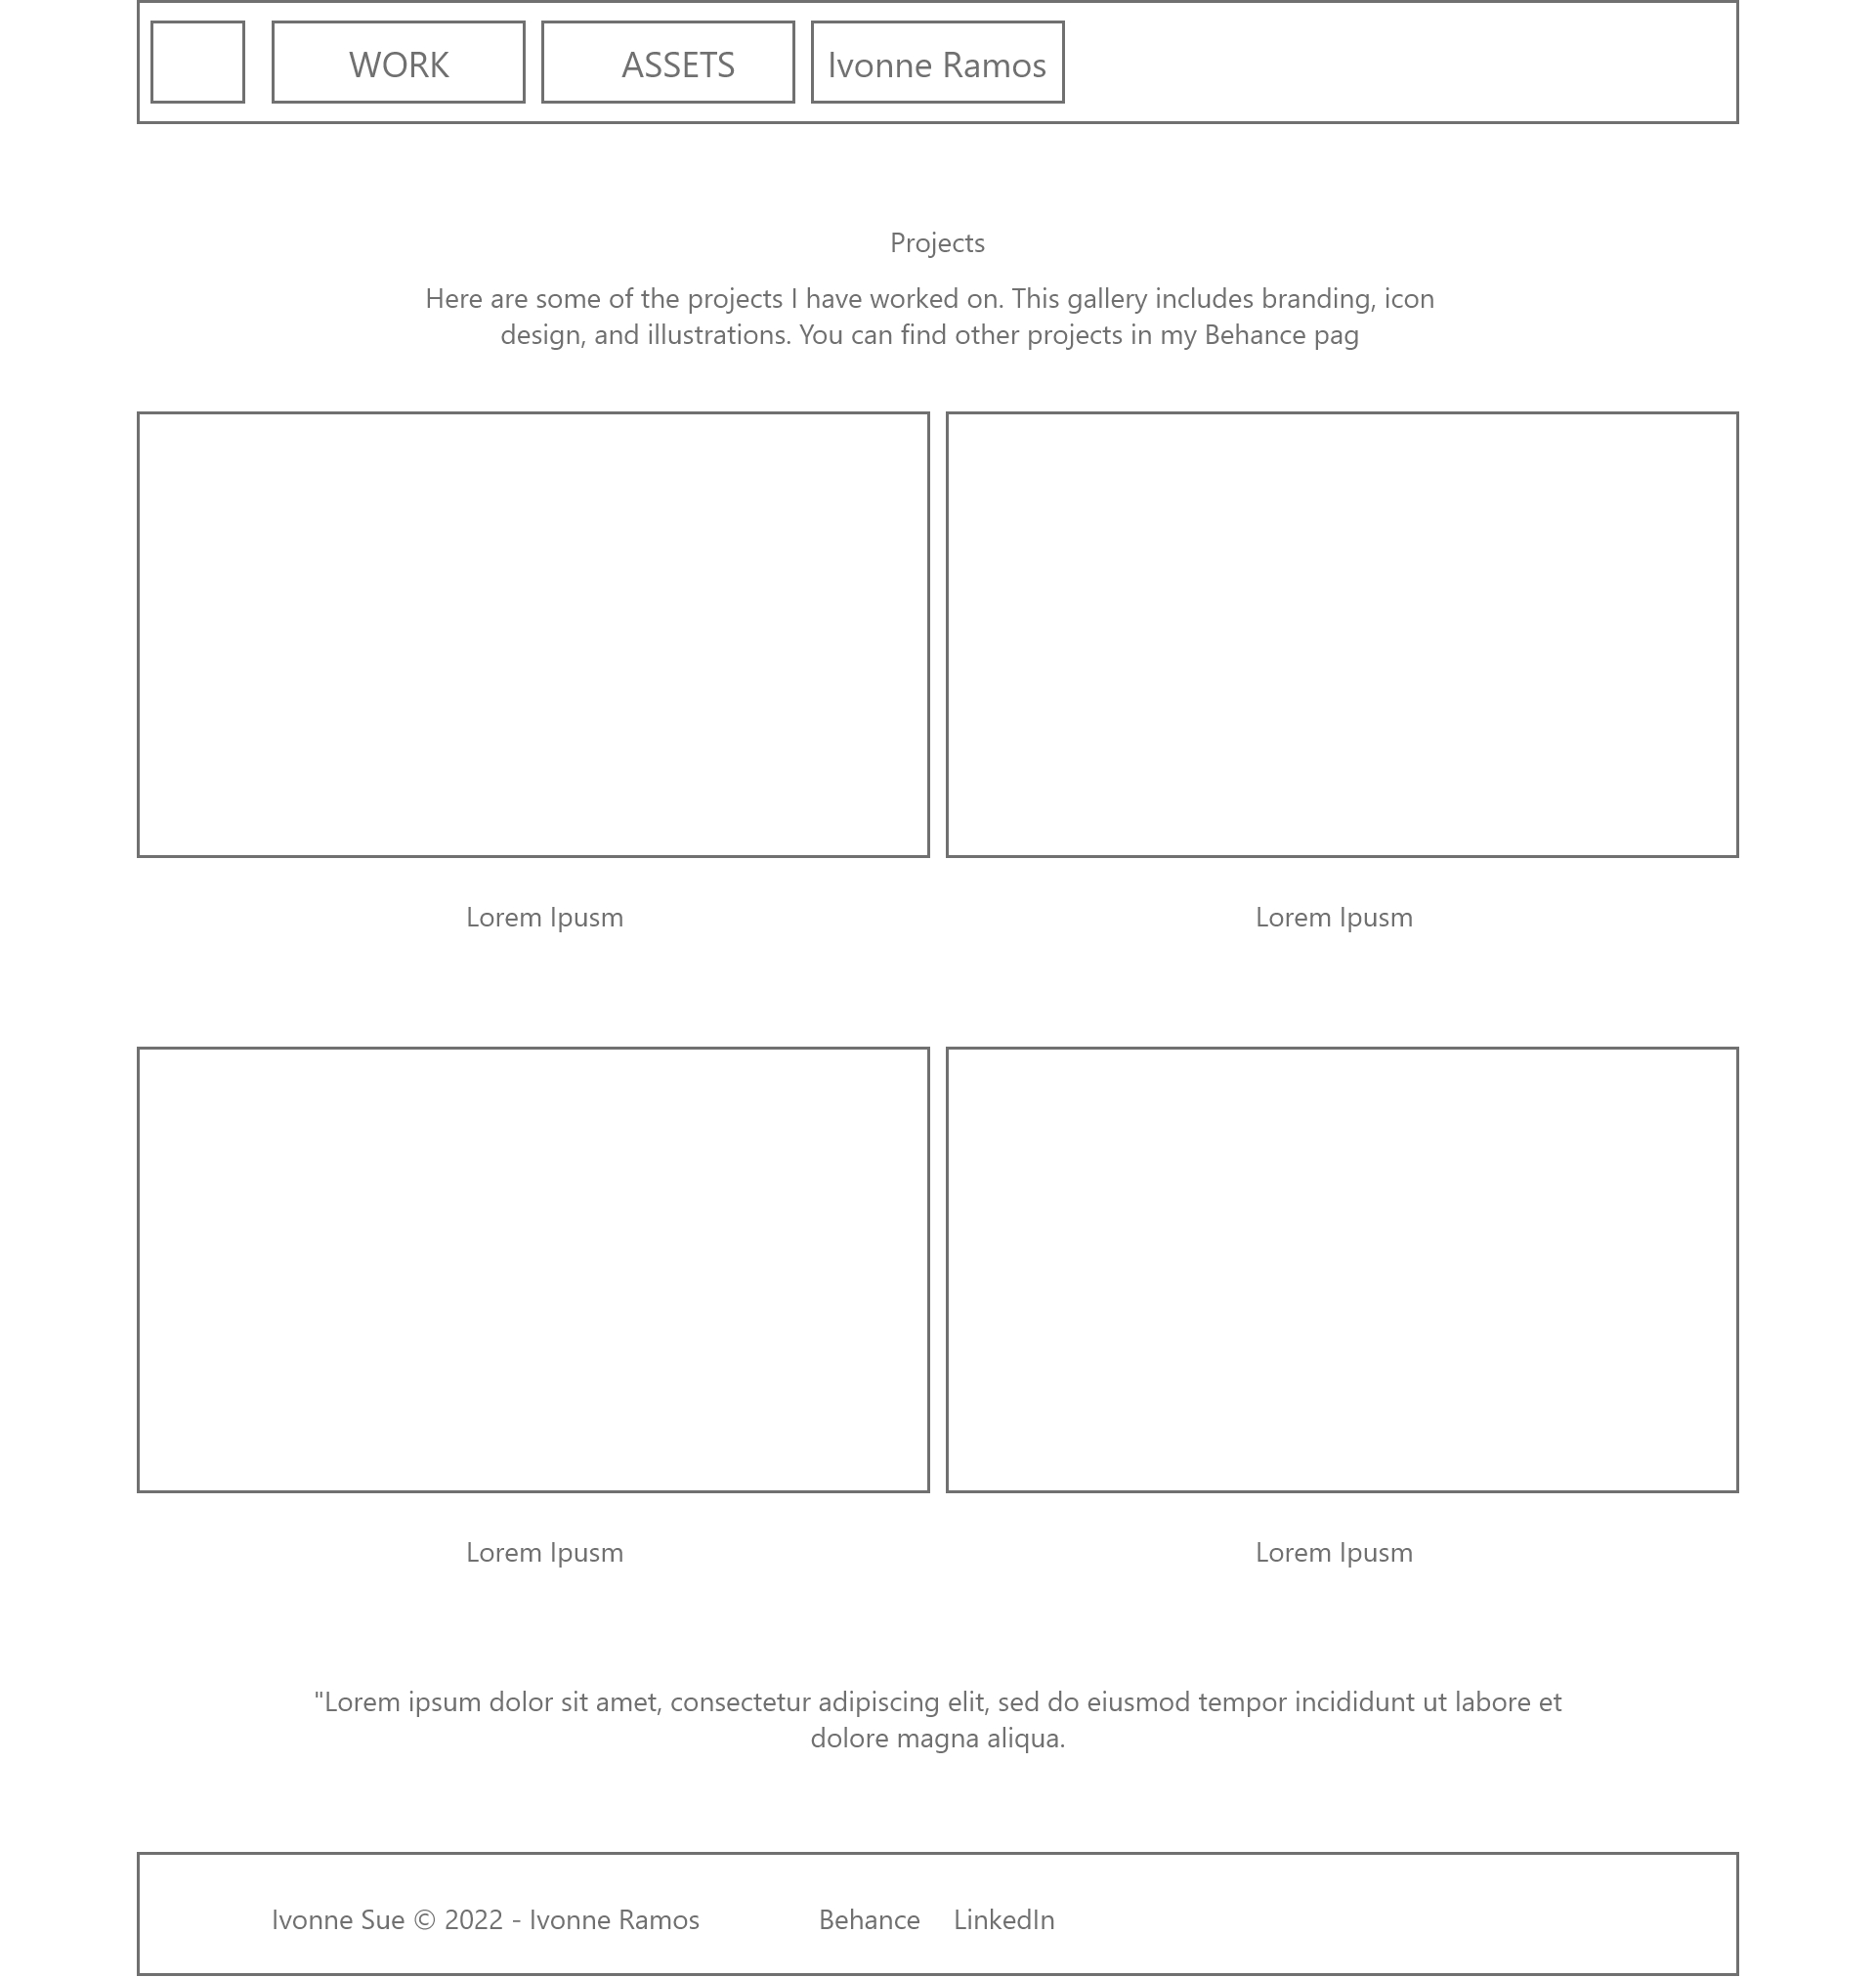 WORK
ASSETS
Ivonne Ramos
Projects
Here are some of the projects I have worked on. This gallery includes branding, icon
design, and illustrations. You can find other projects in my Behance pag
Lorem Ipusm
Lorem Ipusm
Lorem Ipusm
Lorem Ipusm
"Lorem ipsum dolor sit amet, consectetur adipiscing elit, sed do eiusmod tempor incididunt ut labore et
dolore magna aliqua.
Ivonne Sue © 2022 - Ivonne Ramos
Behance
LinkedIn